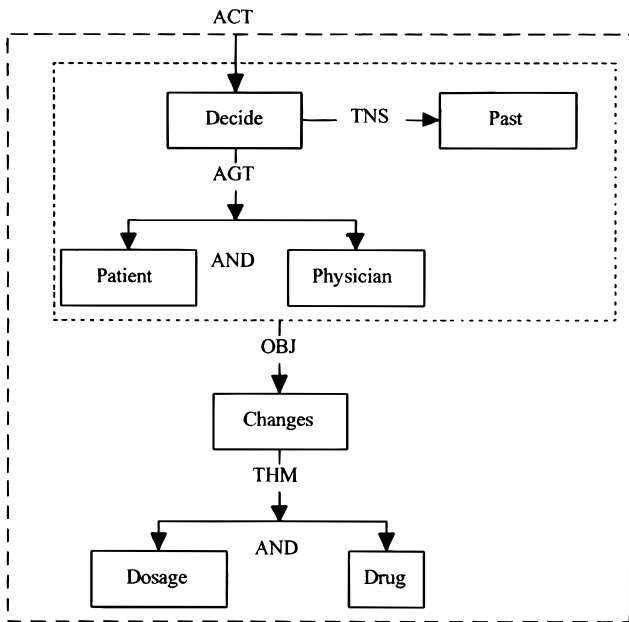 ACT
Decide
TNS
Past
AGT
Patient
AND
Physician
OBJ
Changes
THM
AND
Dosage
Drug